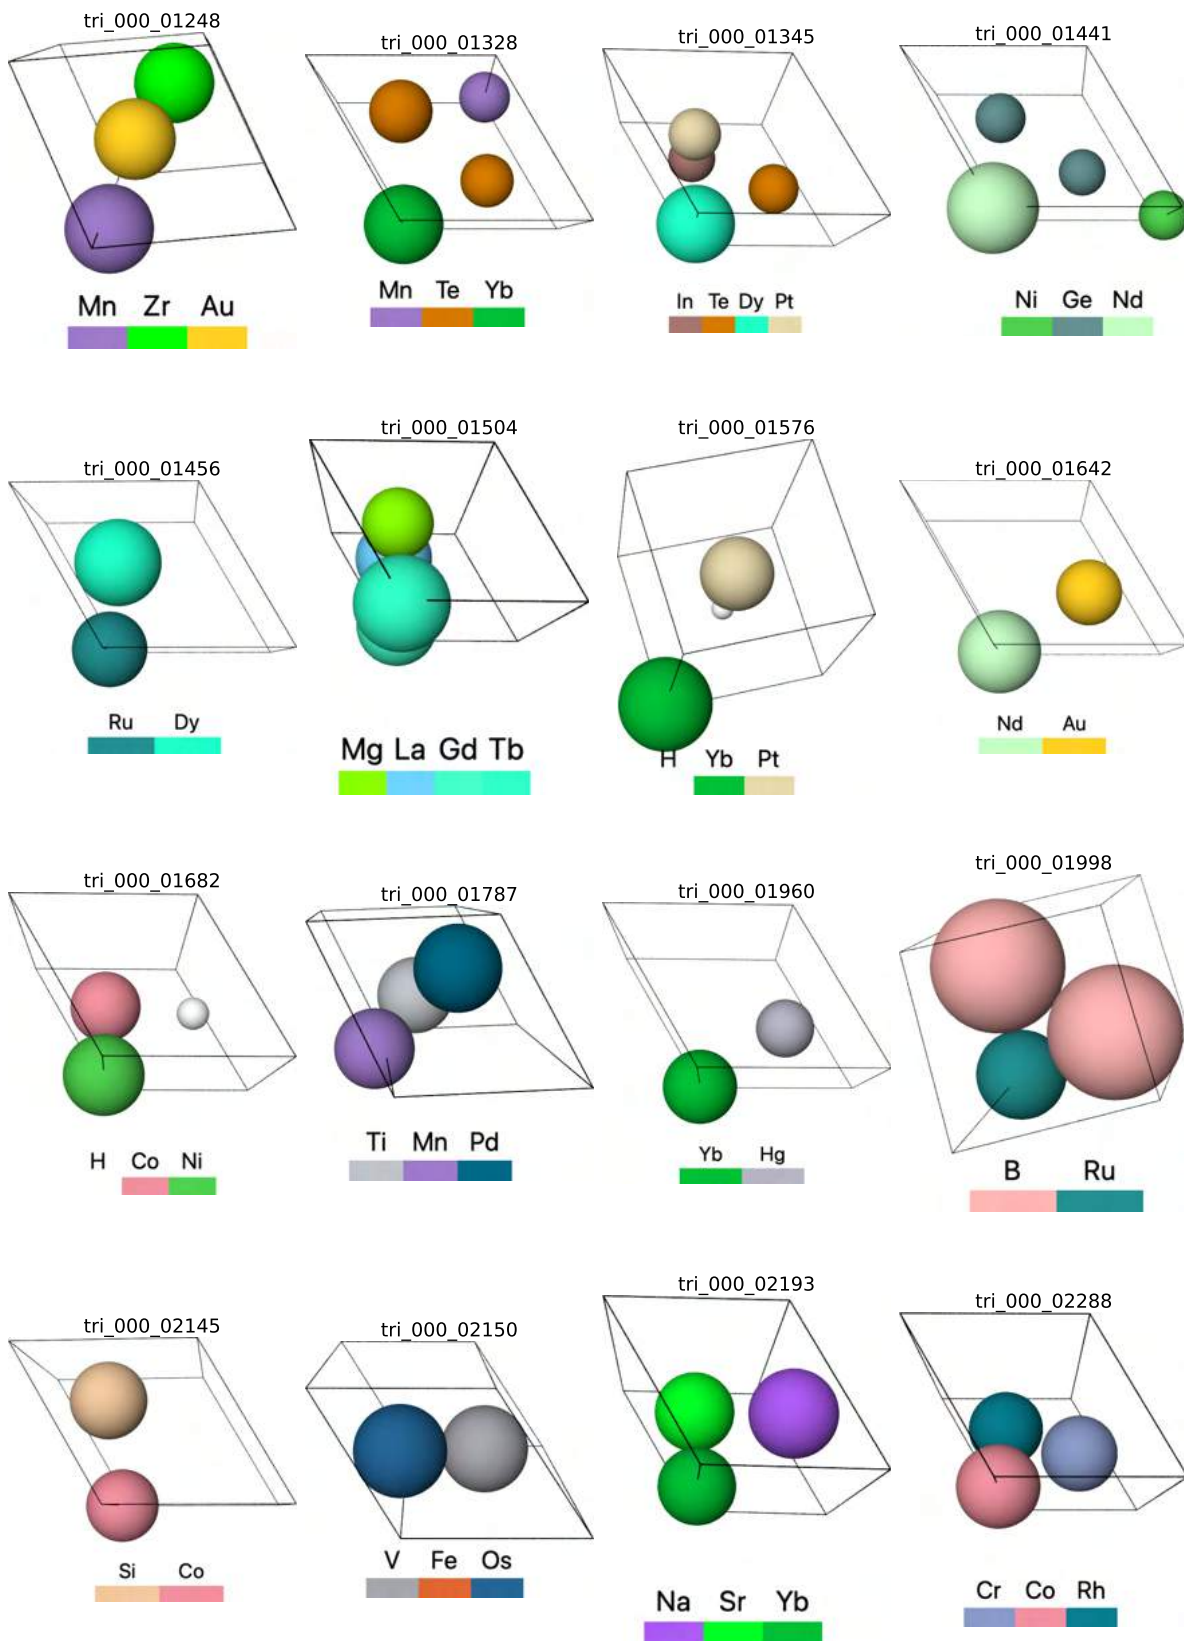 tri_000_01248
tri_000_01328
tri_000_01345
tri_000_01441
Mn Zr Au
Mn Te Yb
In Te Dy Pt
Ni Ge Nd
tri_000_01456
tri_000_01504
tri_000_01576
tri_000_01642
Ru Dy
Mg La Gd Tb
H Yb Pt
Nd Au
tri_000_01682
tri_000_01787
tri_000_01960
tri_000_01998
H Co Ni
Ti Mn Pd
Yb Hg
B Ru
tri_000_02145
tri_000_02150
tri_000_02193
tri_000_02288
Si Co
V Fe Os
Na Sr Yb
Cr Co Rh